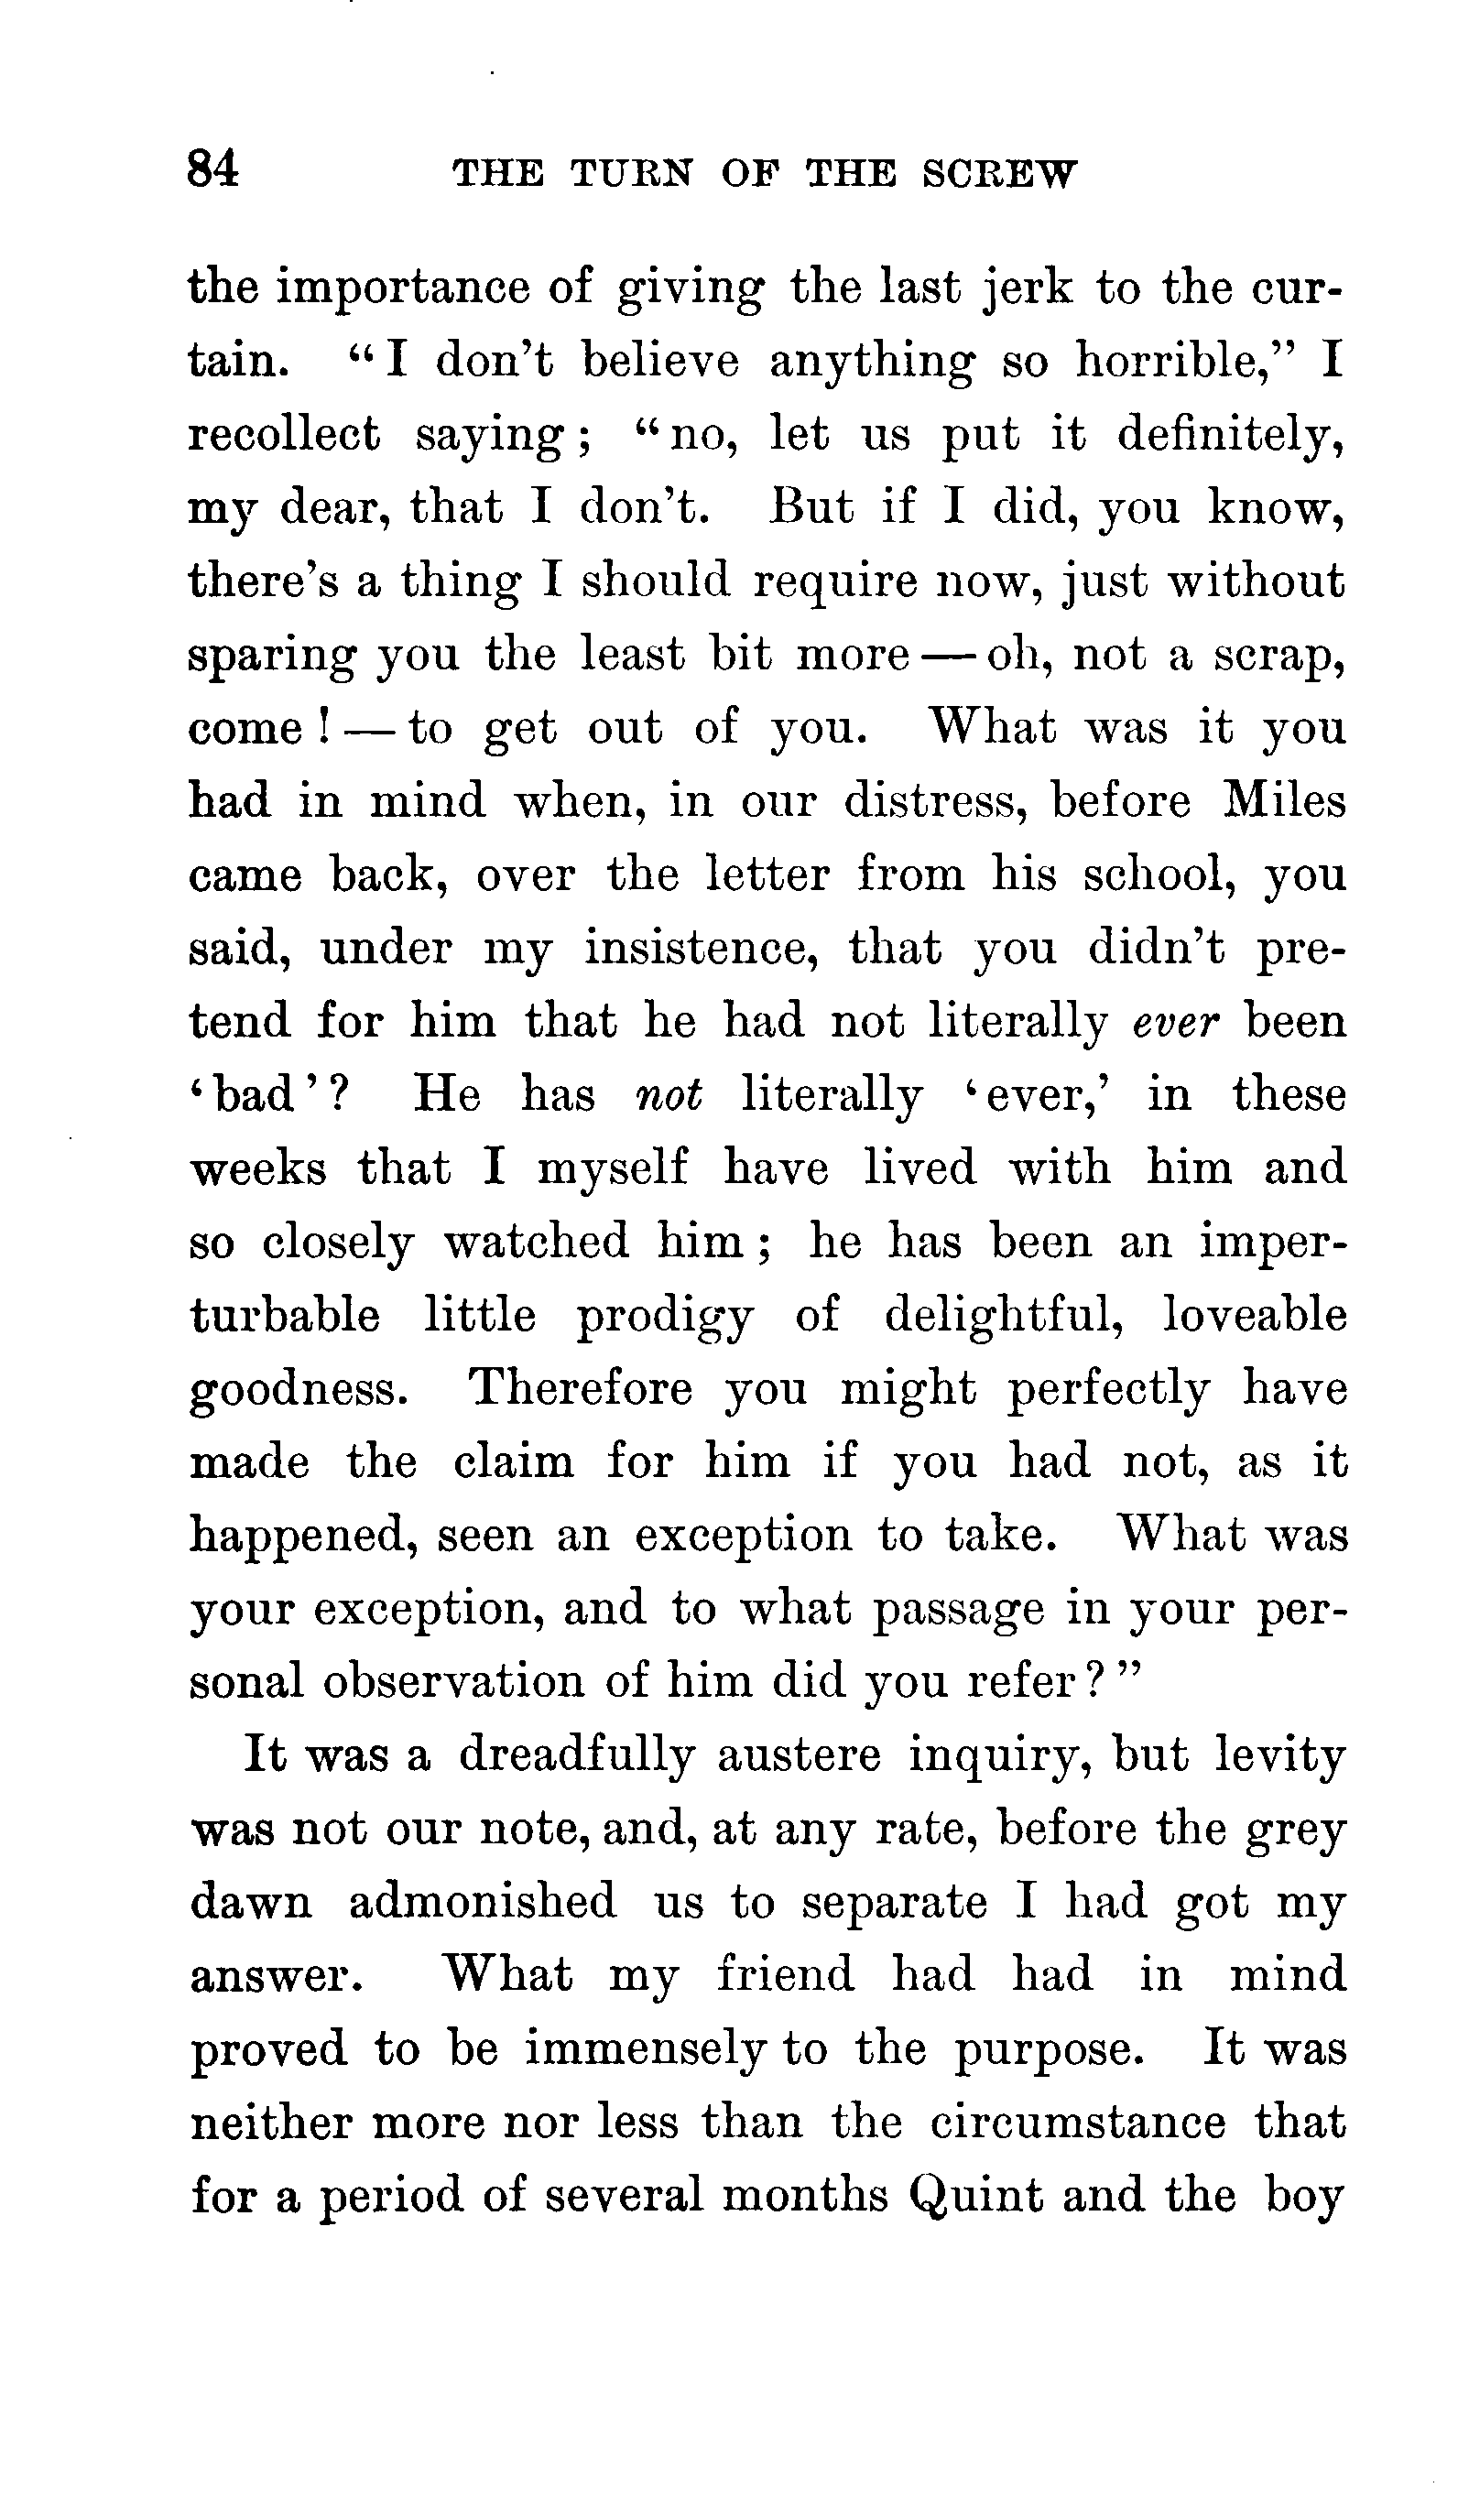 84 THE TURN OF THE SCREW
the importance of giving the last jerk to the cur-
tain. “I don’t believe anything so horrible,” I
recollect saying; “no, let us put it definitely,
my dear, that I don’t. But if I did, you know,
there’s a thing I should require now, just without
sparing you the least bit more — oh, not a scrap,
come! — to get out of you. What was it you
had in mind when, in our distress, before Miles
came back, over the letter from his school, you
said, under my insistence, that you didn’t pre-
tend for him that he had not literally ever been
‘bad’? He has not literally ‘ever,’ in these
weeks that I myself have lived with him and
so closely watched him; he has been an imper-
turbable little prodigy of delightful, loveable
goodness. Therefore you might perfectly have
made the claim for him if you had not, as it
happened, seen an exception to take. What was
your exception, and to what passage in your per-
sonal observation of him did you refer?”
It was a dreadfully austere inquiry, but levity
was not our note, and, at any rate, before the grey
dawn admonished us to separate I had got my
answer. What my friend had had in mind
proved to be immensely to the purpose. It was
neither more nor less than the circumstance that
for a period of several months Quint and the boy